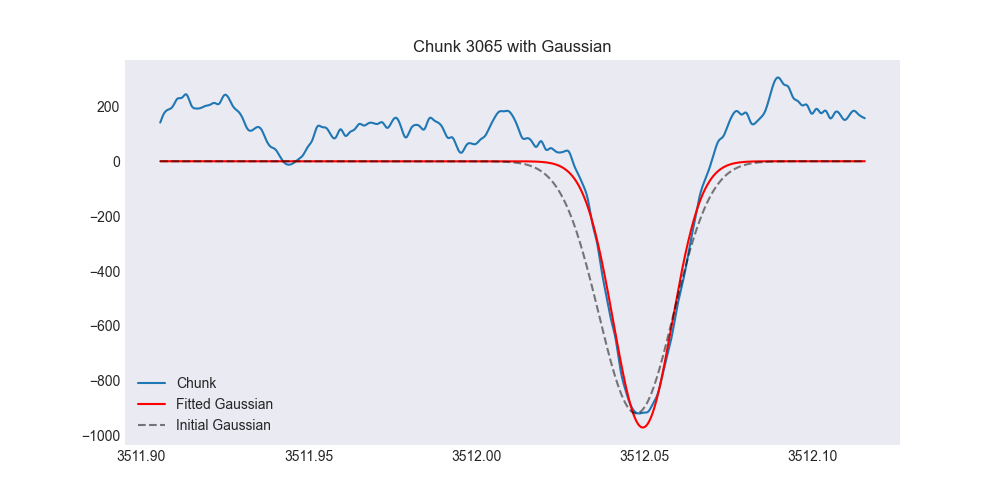 Chunk 3065 with Gaussian
200
0
−200
−400
−600
−800
−1000
Chunk
Fitted Gaussian
Initial Gaussian
3511.90 3511.95 3512.00 3512.05 3512.10